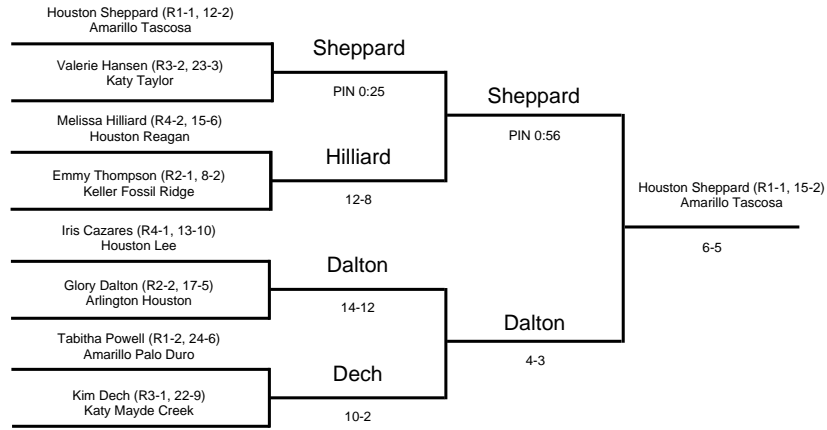 Houston Sheppard (R1-1, 12-2)
Amarillo Tascosa
Valerie Hansen (R3-2, 23-3)
Katy Taylor
Melissa Hilliard (R4-2, 15-6)
Houston Reagan
Emmy Thompson (R2-1, 8-2)
Keller Fossil Ridge
Iris Cazares (R4-1, 13-10)
Houston Lee
Glory Dalton (R2-2, 17-5)
Arlington Houston
Tabitha Powell (R1-2, 24-6)
Amarillo Palo Duro
Kim Dech (R3-1, 22-9)
Katy Mayde Creek
Sheppard
PIN 0:25
Hilliard
12-8
Dalton
14-12
Dech
10-2
Sheppard
PIN 0:56
Dalton
4-3
Houston Sheppard (R1-1, 15-2)
Amarillo Tascosa
6-5